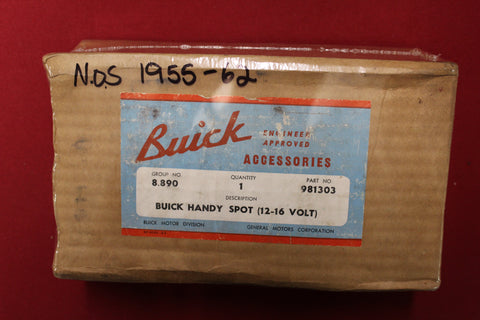 N.O.S 1955-62
Buick
ENGINEER
APPROVED
ACCESSORIES
GROUP NO. QUANTITY PART NO
8.890 1 981303
DESCRIPTION
BUICK HANDY SPOT (12-16 VOLT)
BUICK MOTOR DIVISION GENERAL MOTORS CORPORATION